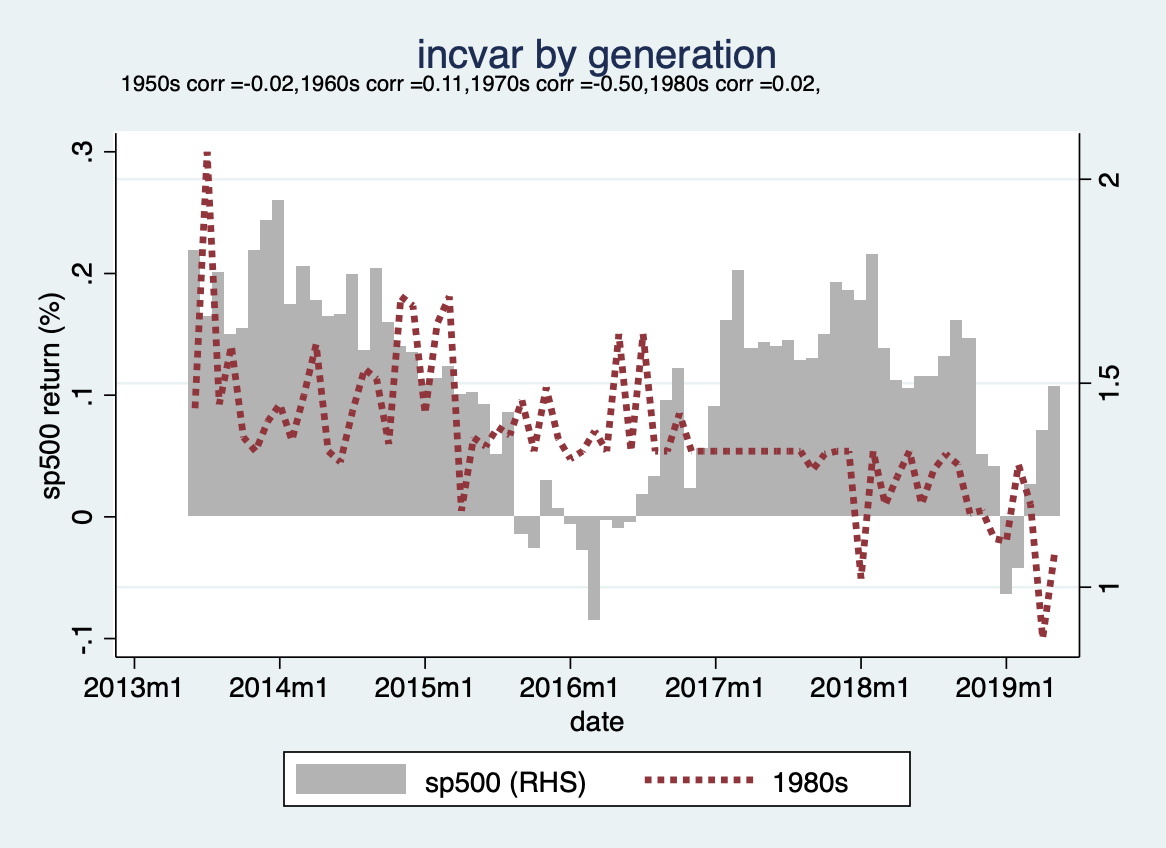 incvar by generation
1950s corr =-0.02,1960s corr =0.11,1970s corr =-0.50,1980s corr =0.02,
sp500 return (%)
.3
.2
.1
0
-.1
2
1.5
1
2013m1 2014m1 2015m1 2016m1 2017m1 2018m1 2019m1
date
sp500 (RHS) 1980s